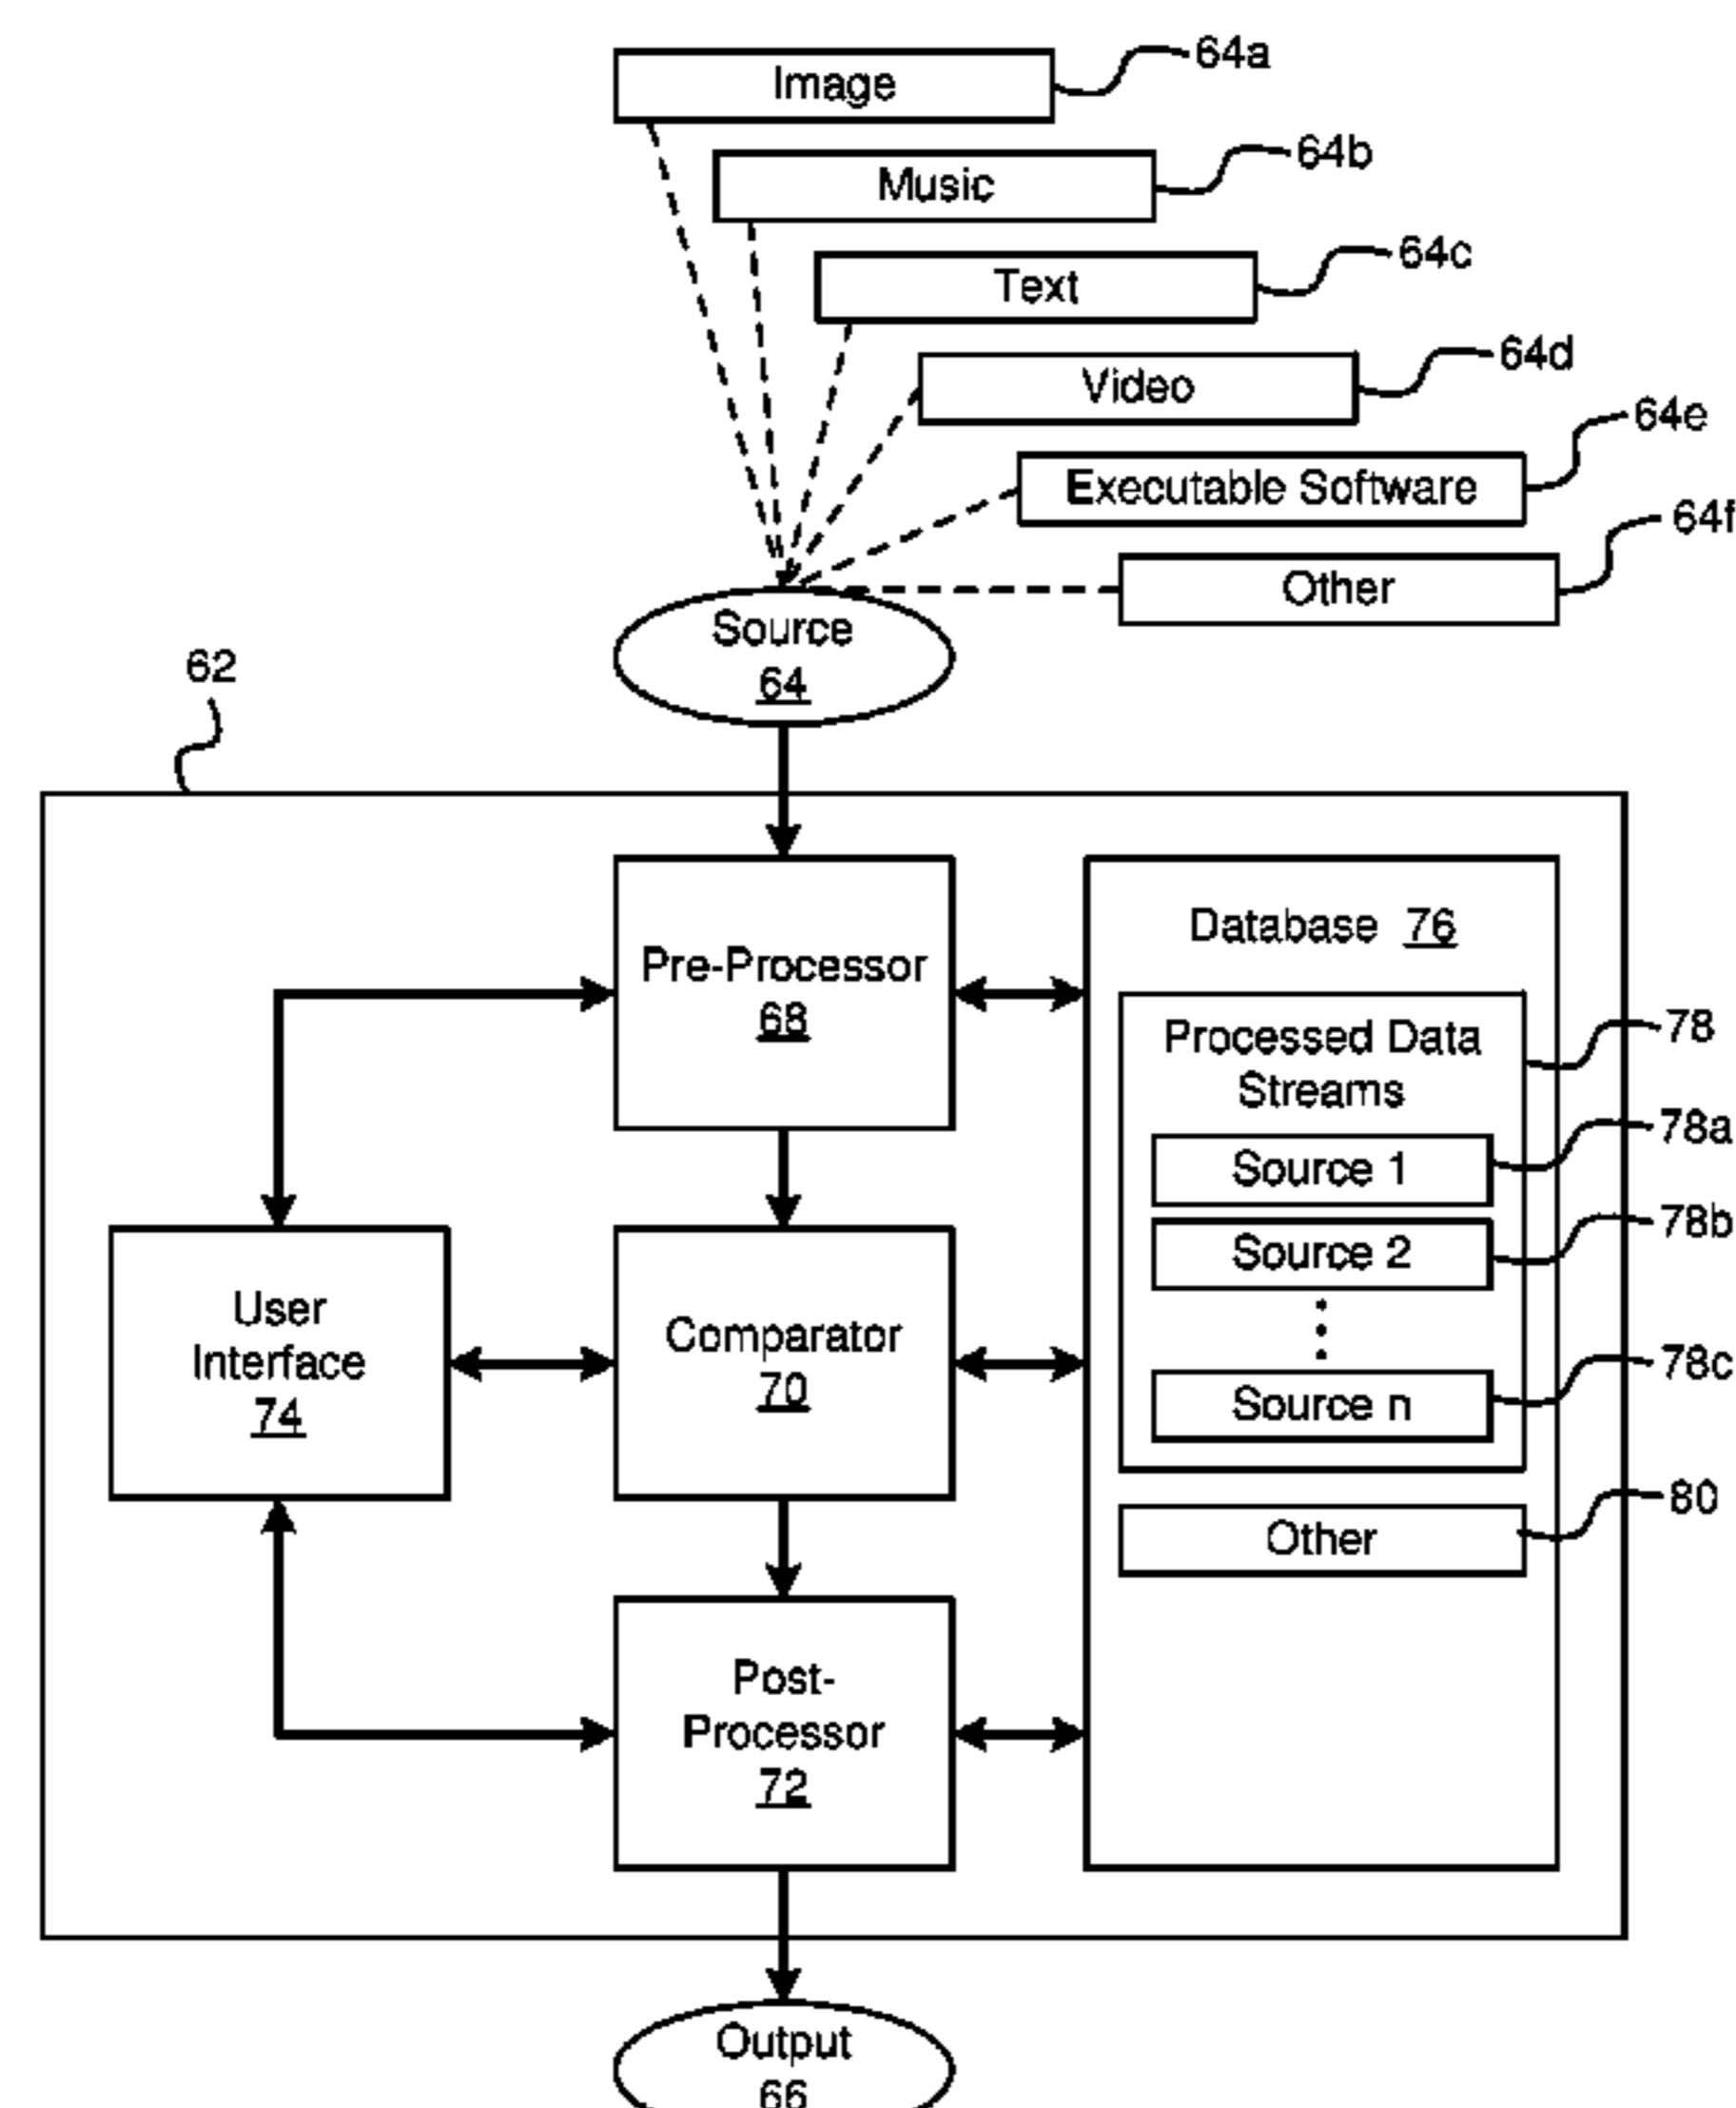 Image
64a
Music
64b
Text
64c
Video
64d
Executable Software
64e
Other
64f
Source
64
62
Pre-Processor
68
Database 76
Processed Data
Streams
78
Source 1
78a
Source 2
78b
Source n
78c
Other
80
User
Interface
74
Comparator
70
Post-
Processor
72
Output
66